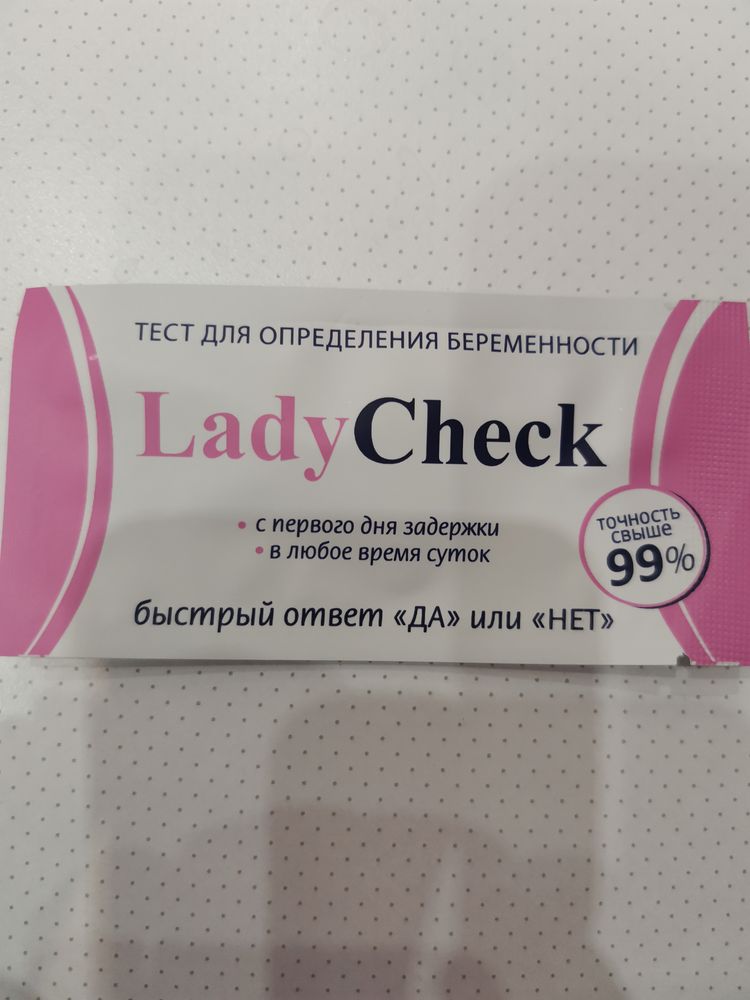 ТЕСТ ДЛЯ ОПРЕДЕЛЕНИЯ БЕРЕМЕННОСТИ
LadyCheck
• с первого дня задержки
• в любое время суток
точность
свыше
99%
быстрый ответ «ДА» или «НЕТ»